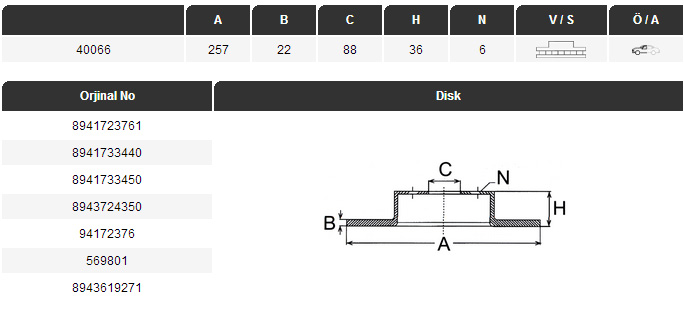 A B C H N V / S Ö / A
40066 257 22 88 36 6
Orjinal No Disk
8941723761
8941733440
8941733450
8943724350
94172376
569801
8943619271
C
N
B
H
A